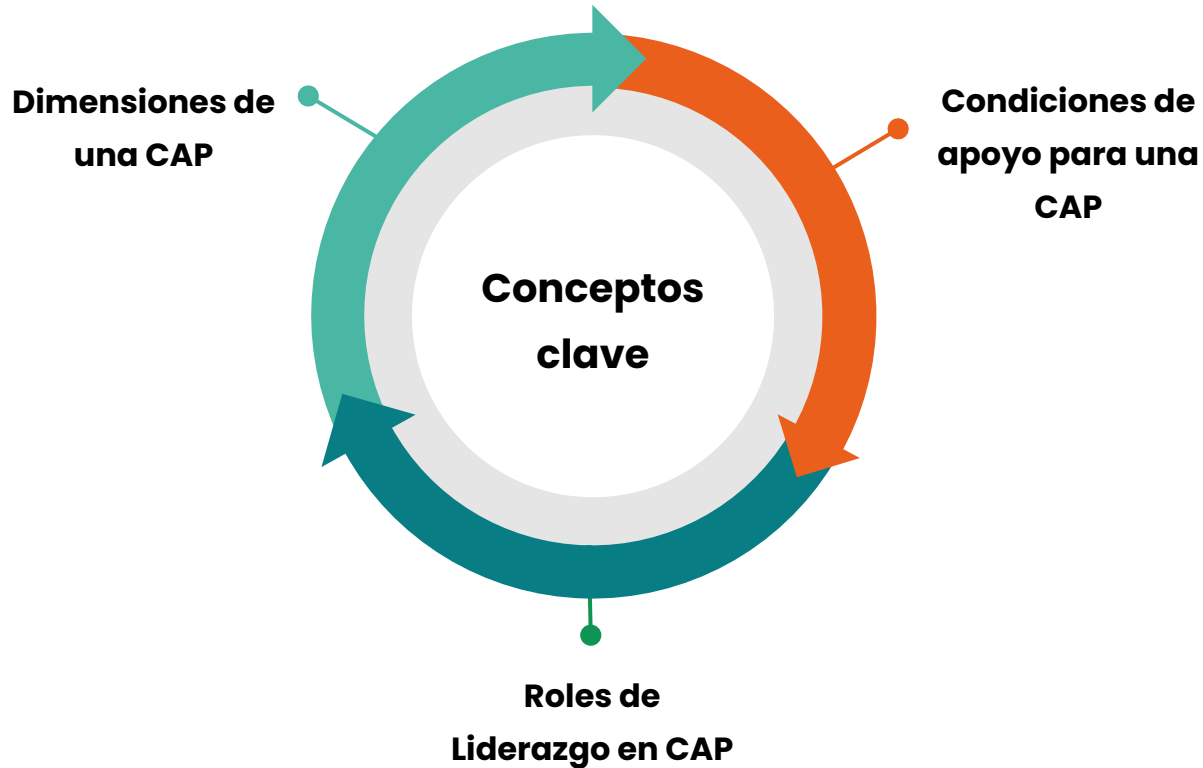 Dimensiones de
una CAP
Condiciones de
apoyo para una
CAP
Conceptos
clave
Roles de
Liderazgo en CAP